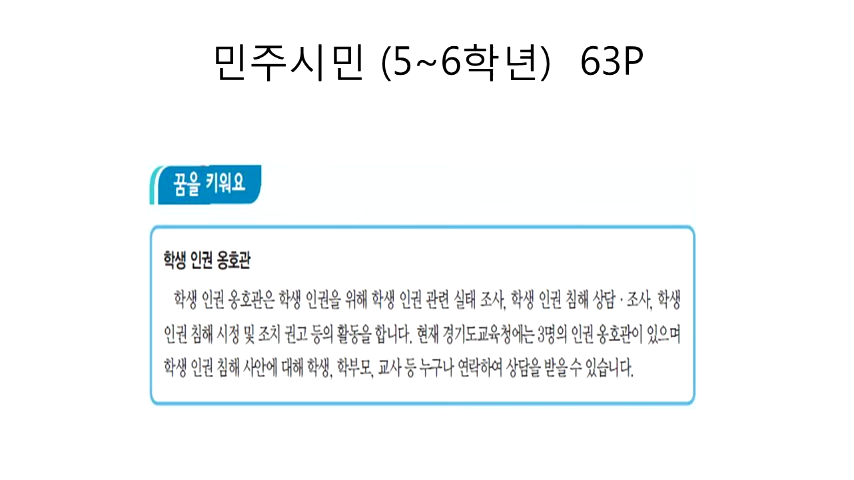 민주시민 (5~6학년) 63P
꿈을 키워요
학생 인권 옹호관
학생 인권 옹호관은 학생 인권을 위해 학생 인권 관련 실태 조사, 학생 인권 침해 상담·조사, 학생
인권 침해 시정 및 조치 권고 등의 활동을 합니다. 현재 경기도교육청에는 3명의 인권 옹호관이 있으며
학생 인권 침해 사안에 대해 학생, 학부모, 교사 등 누구나 연락하여 상담을 받을 수 있습니다.